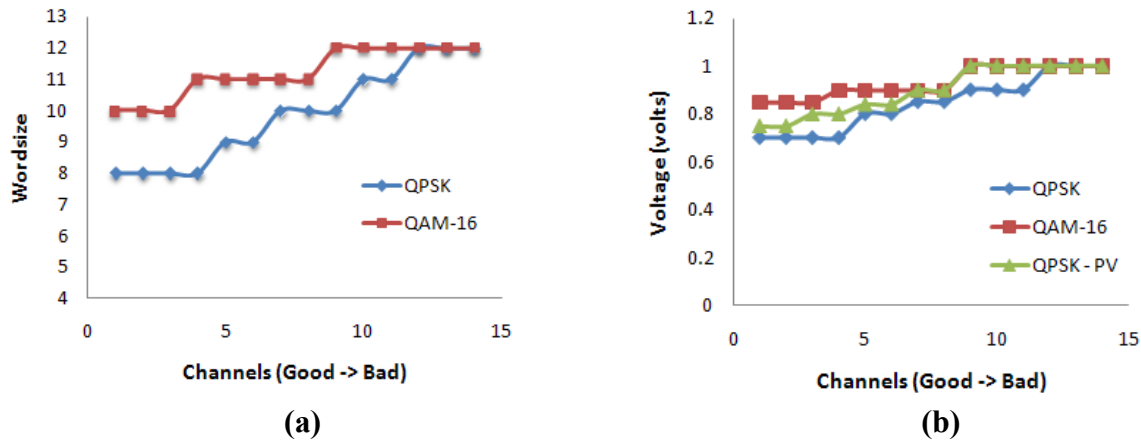 12
11
10
9
8
7
6
5
4
Wordsize
QPSK
QAM-16
0
5
10
15
Channels (Good -> Bad)
(a)
1.2
1
0.8
0.6
0.4
0.2
0
Voltage (volts)
QPSK
QAM-16
QPSK - PV
0
5
10
15
Channels (Good -> Bad)
(b)